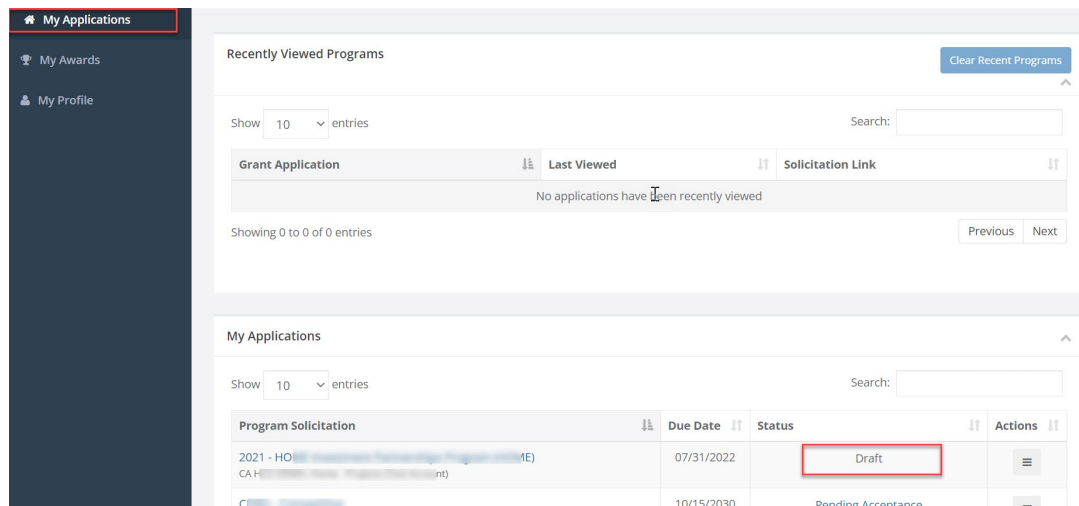 My Applications
My Awards
My Profile
Recently Viewed Programs
Clear Recent Programs
Show 10 entries
Search:
Grant Application Last Viewed Solicitation Link
No applications have been recently viewed
Showing 0 to 0 of 0 entries
Previous Next
My Applications
Show 10 entries
Search:
Program Solicitation Due Date Status Actions
2021 - HO ME) 07/31/2022 Draft
CA H nt)
10/15/2030 Pending Acceptance